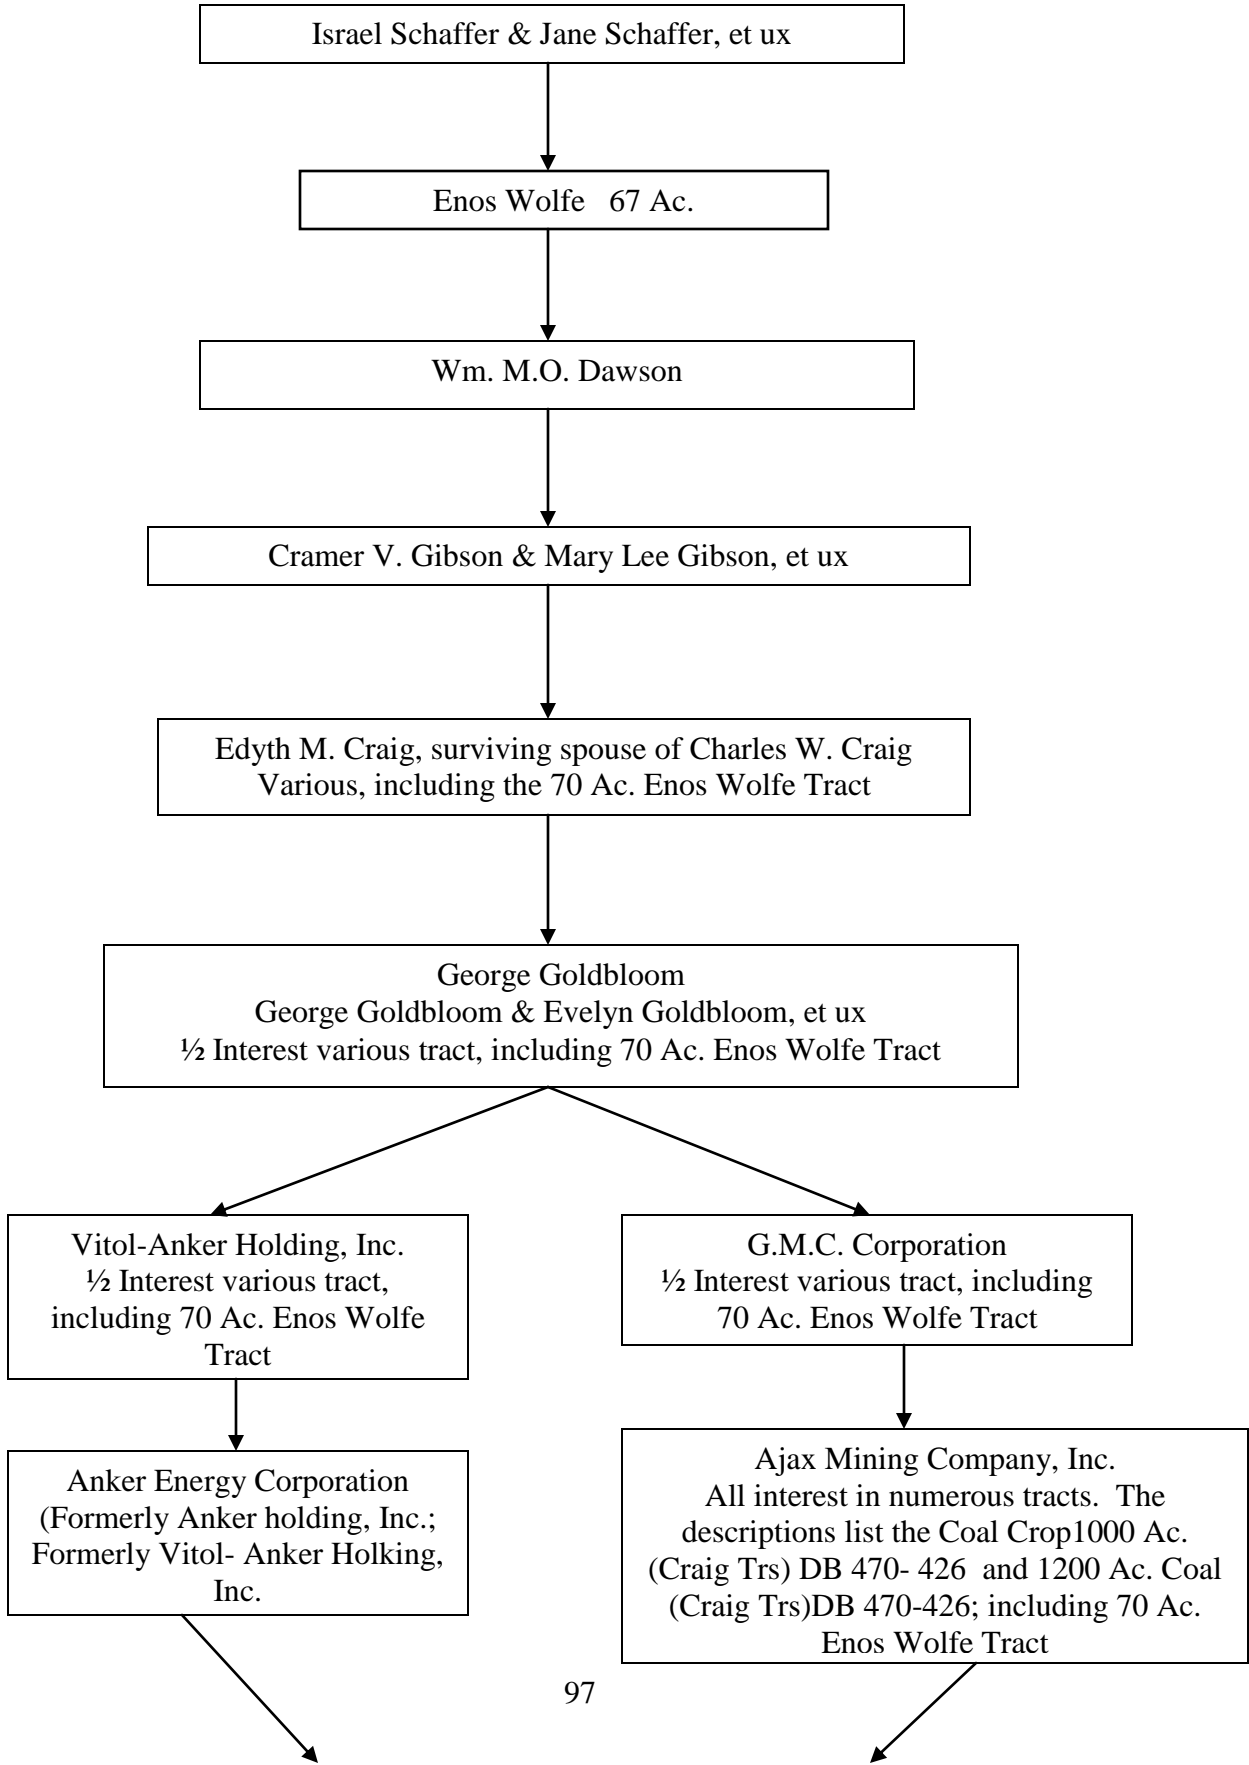 Israel Schaffer & Jane Schaffer, et ux
Enos Wolfe   67 Ac.
Wm. M.O. Dawson
Cramer V. Gibson & Mary Lee Gibson, et ux
Edyth M. Craig, surviving spouse of Charles W. Craig
Various, including the 70 Ac. Enos Wolfe Tract
George Goldbloom
George Goldbloom & Evelyn Goldbloom, et ux
½ Interest various tract, including 70 Ac. Enos Wolfe Tract
Vitol-Anker Holding, Inc.
½ Interest various tract,
including 70 Ac. Enos Wolfe
Tract
G.M.C. Corporation
½ Interest various tract, including
70 Ac. Enos Wolfe Tract
Anker Energy Corporation
(Formerly Anker holding, Inc.;
Formerly Vitol- Anker Holking,
Inc.
Ajax Mining Company, Inc.
All interest in numerous tracts.  The
descriptions list the Coal Crop1000 Ac.
(Craig Trs) DB 470- 426  and 1200 Ac. Coal
(Craig Trs)DB 470-426; including 70 Ac.
Enos Wolfe Tract
97